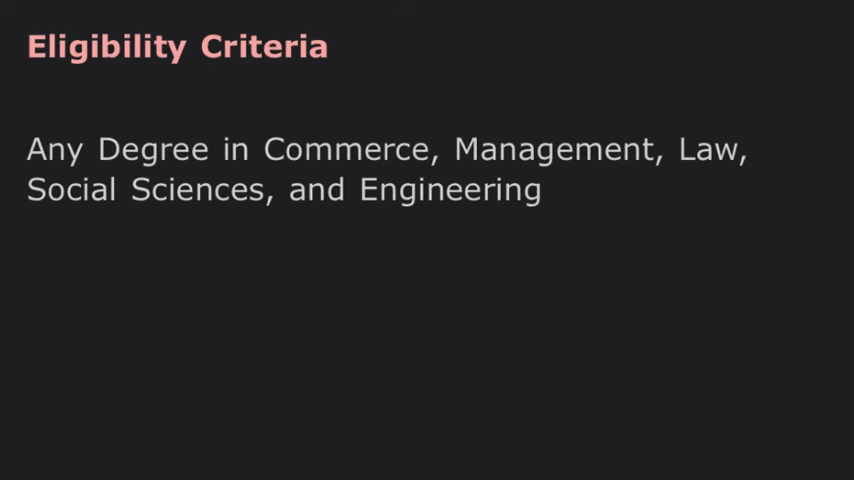 Eligibility Criteria
Any Degree in Commerce, Management, Law,
Social Sciences, and Engineering